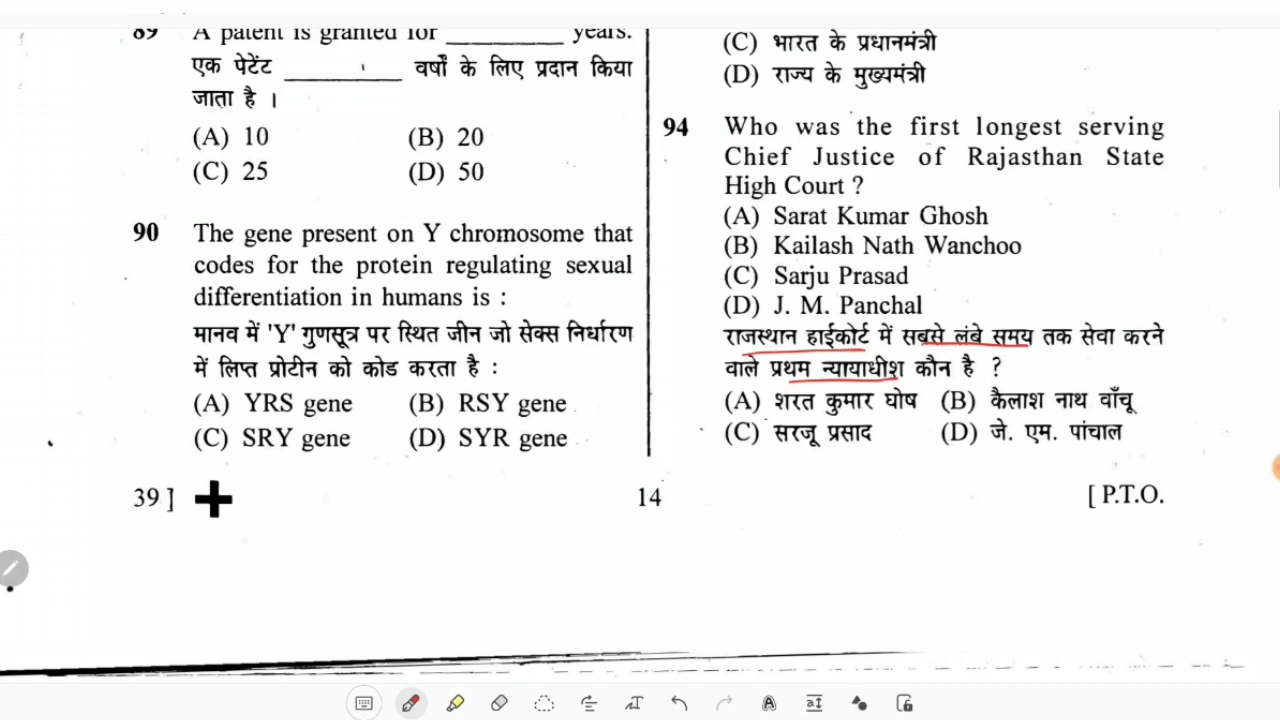 89 A patent is granted for ________ years.
एक पेटेंट ________ वर्षों के लिए प्रदान किया
जाता है ।
(A) 10 (B) 20
(C) 25 (D) 50
90 The gene present on Y chromosome that
codes for the protein regulating sexual
differentiation in humans is :
मानव में 'Y' गुणसूत्र पर स्थित जीन जो सेक्स निर्धारण
में लिप्त प्रोटीन को कोड करता है :
(A) YRS gene (B) RSY gene
(C) SRY gene (D) SYR gene
(C) भारत के प्रधानमंत्री
(D) राज्य के मुख्यमंत्री
94 Who was the first longest serving
Chief Justice of Rajasthan State
High Court ?
(A) Sarat Kumar Ghosh
(B) Kailash Nath Wanchoo
(C) Sarju Prasad
(D) J. M. Panchal
राजस्थान हाईकोर्ट में सबसे लंबे समय तक सेवा करने
वाले प्रथम न्यायाधीश कौन है ?
(A) शरत कुमार घोष (B) कैलाश नाथ वाँचू
(C) सरजू प्रसाद (D) जे. एम. पांचाल
39 ] 14 [ P.T.O.